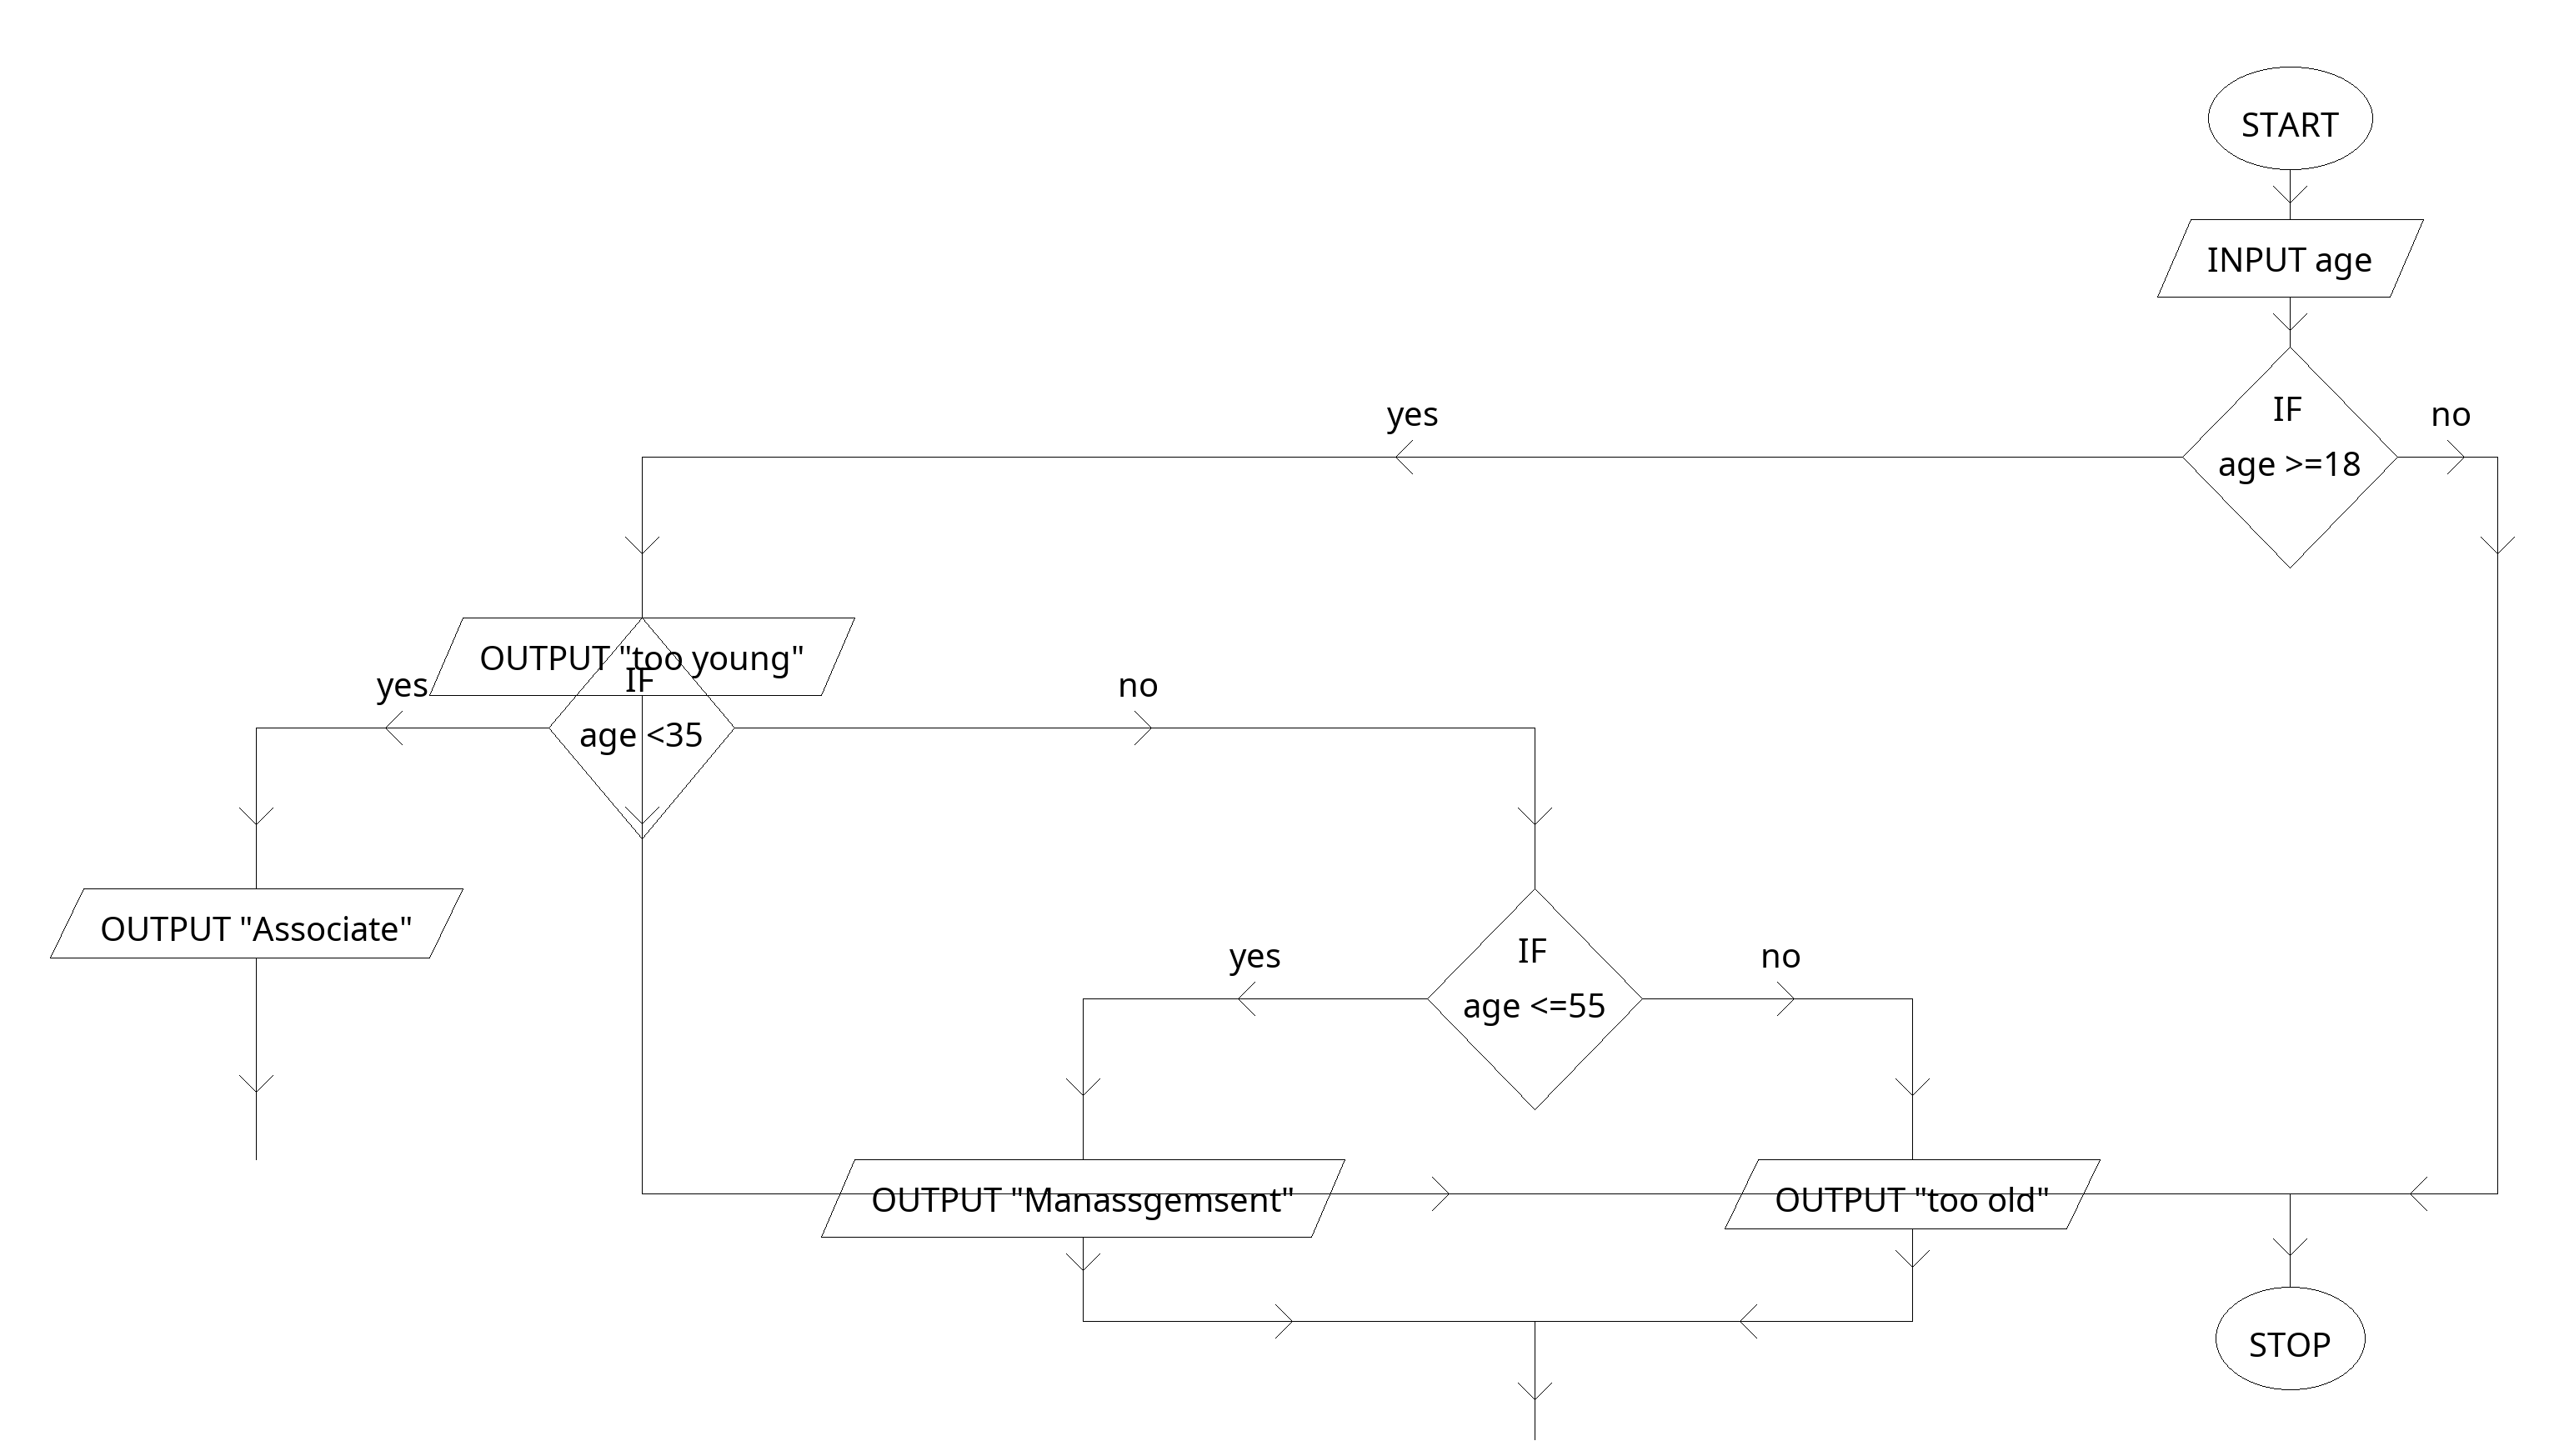 START
INPUT age
yes
IF
no
age >=18
OUTPUT "too young"
yes
IF
no
age <35
OUTPUT "Associate"
yes
IF
no
age <=55
OUTPUT "Manassgemsent"
OUTPUT "too old"
STOP